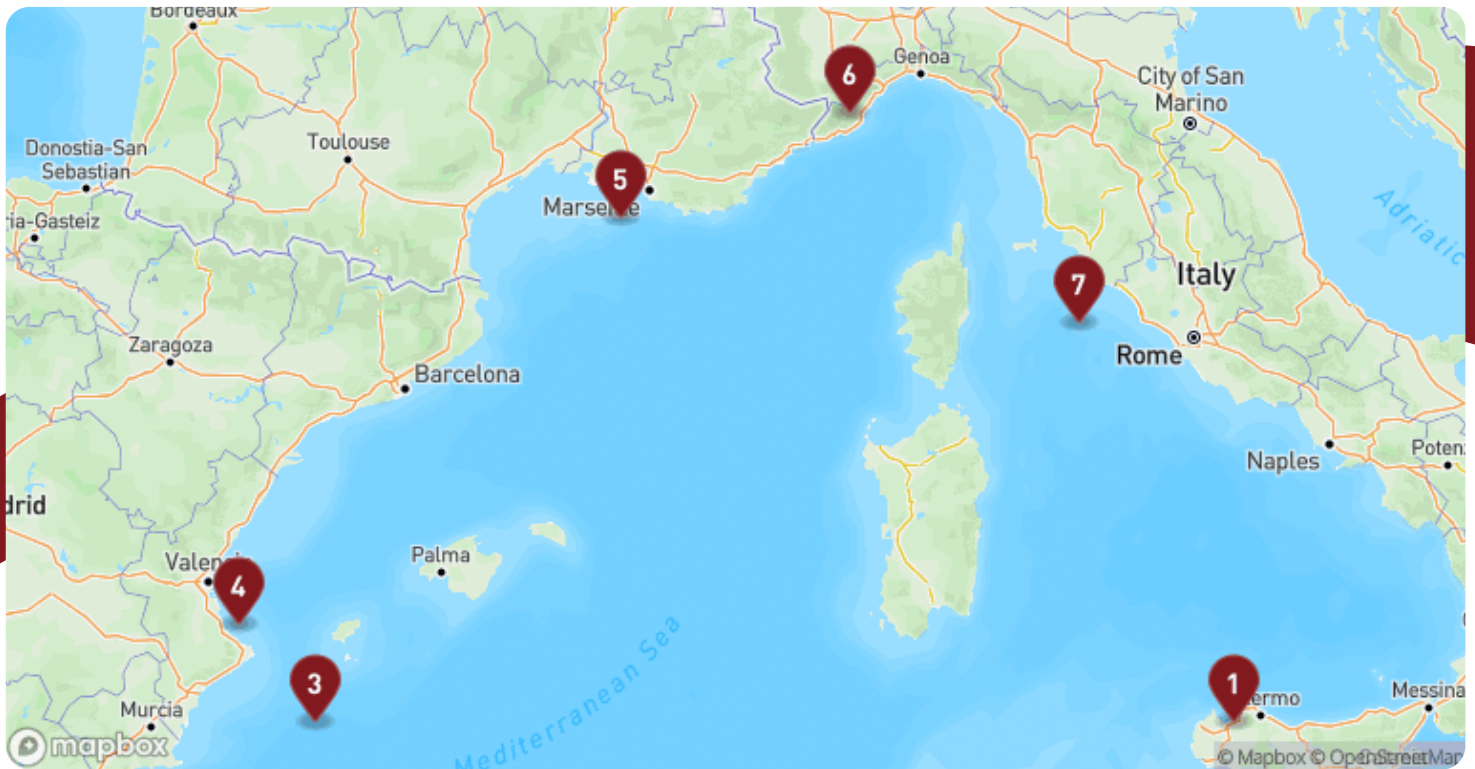 Bordeaux
Genoa
6
City of San
Marino
Donostia-San
Sebastian
Toulouse
5
Marseille
ria-Gasteiz
Adriatic
Italy
7
Zaragoza
Rome
Barcelona
Naples
Poten
drid
Valen
4
Palma
Mediterranean Sea
3
1
ermo
Messina
Murcia
mapbox
© Mapbox © OpenStreetMap